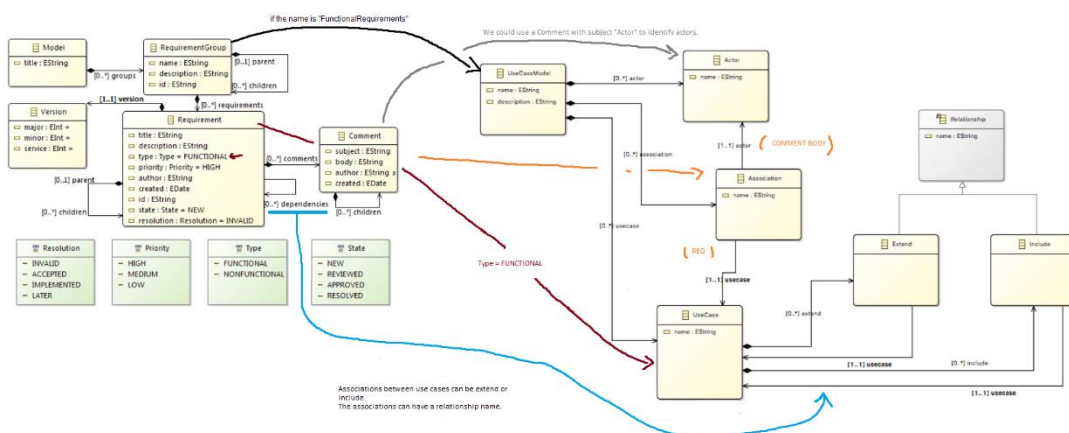 if the name is "FunctionalRequirements"
We could use a Comment with subject "Actor" to identify actors.
Model
title : EString
[0..*] groups
RequirementGroup
name : EString
description : EString
id : EString
[0..1] parent
[0..*] children
[0..*] requirements
[1..1] version
Version
major : EInt =
minor : EInt =
service : EInt =
Requirement
title : EString
description : EString
type : Type = FUNCTIONAL
priority : Priority = HIGH
author : EString
created : EDate
id : EString
state : State = NEW
resolution : Resolution = INVALID
[0..1] parent
[0..*] children
[0..*] comments
[0..*] dependencies
Comment
subject : EString
body : EString
author : EString
created : EDate
[0..*] children
Resolution
INVALID
ACCEPTED
IMPLEMENTED
LATER
Priority
HIGH
MEDIUM
LOW
Type
FUNCTIONAL
NONFUNCTIONAL
State
NEW
REVIEWED
APPROVED
RESOLVED
UseCaseModel
name : EString
description : EString
[0..*] actor
[0..*] association
[0..*] usecase
Actor
name : EString
[1..1] actor
(COMMENT BODY)
Association
name : EString
(REQ)
[1..1] usecase
Type = FUNCTIONAL
Relationship
name : EString
Extend
Include
UseCase
name : EString
[0..*] extend
[1..1] usecase
[0..*] include
[1..1] usecase
Associations between use cases can be extend or
include.
The associations can have a relationship name.